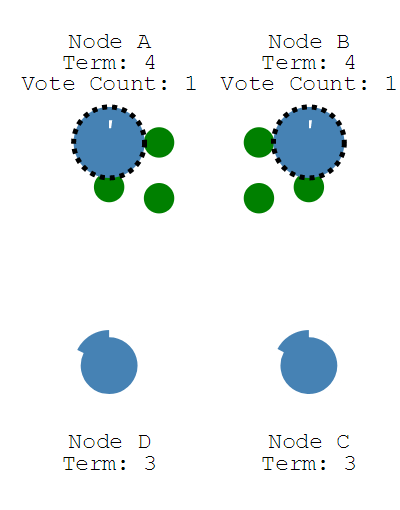 Node A
Term: 4
Vote Count: 1
Node B
Term: 4
Vote Count: 1
Node D
Term: 3
Node C
Term: 3